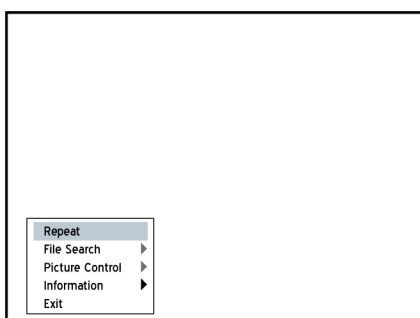 Repeat
File Search
Picture Control
Information
Exit